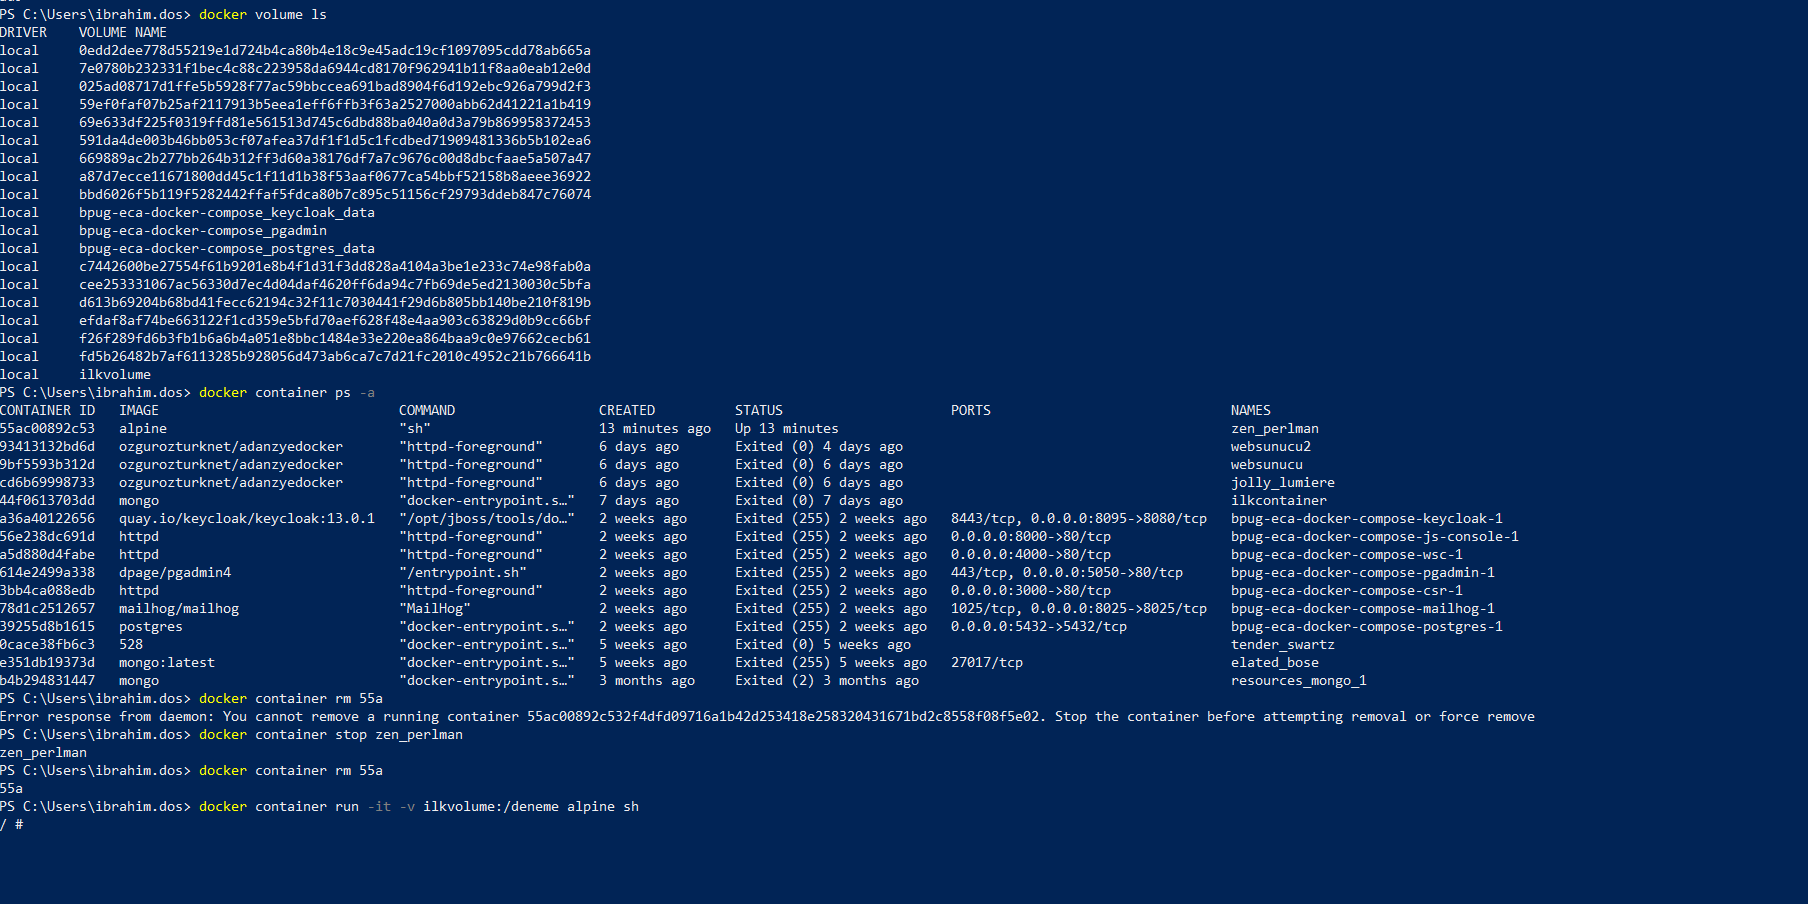 PS C:\Users\ibrahim.dos> docker volume ls
DRIVER    VOLUME NAME
local     0edd2dee778d55219e1d724b4ca80b4e18c9e45adc19cf1097095cdd78ab665a
local     7e0780b232331f1bec4c88c223958da6944cd8170f962941b11f8aa0eab12e0d
local     025ad08717d1ffe5b5928f77ac59bbccea691bad8904f6d192ebc926a799d2f3
local     59ef0faf07b25af2117913b5eea1eff6ffb3f63a2527000abb62d41221a1b419
local     69e633df225f0319ffd81e561513d745c6dbd88ba040a0d3a79b869958372453
local     591da4de003b46bb053cf07afea37df1f1d5c1fcdbed71909481336b5b102ea6
local     669889ac2b277bb264b312ff3d60a38176df7a7c9676c00d8dbcfaae5a507a47
local     a87d7ecce11671800dd45c1f11d1b38f53aaf0677ca54bbf52158b8aeee36922
local     bbd6026f5b119f5282442ffaf5fdca80b7c895c51156cf29793ddeb847c76074
local     bpug-eca-docker-compose_keycloak_data
local     bpug-eca-docker-compose_pgadmin
local     bpug-eca-docker-compose_postgres_data
local     c7442600be27554f61b9201e8b4f1d31f3dd828a4104a3be1e233c74e98fab0a
local     cee253331067ac56330d7ec4d04daf4620ff6da94c7fb69de5ed2130030c5bfa
local     d613b69204b68bd41fecc62194c32f11c7030441f29d6b805bb140be210f819b
local     efdaf8af74be663122f1cd359e5bfd70aef628f48e4aa903c63829d0b9cc66bf
local     f26f289fd6b3fb1b6a6b4a051e8bbc1484e33e220ea864baa9c0e97662cecb61
local     fd5b26482b7af6113285b928056d473ab6ca7c7d21fc2010c4952c21b766641b
local     ilkvolume
PS C:\Users\ibrahim.dos> docker container ps -a
CONTAINER ID   IMAGE                              COMMAND                  CREATED          STATUS                     PORTS                              NAMES
55ac00892c53   alpine                             "sh"                     13 minutes ago   Up 13 minutes                                                 zen_perlman
93413132bd6d   ozgurozturknet/adanzyedocker       "httpd-foreground"       6 days ago       Exited (0) 4 days ago                                         websunucu2
9bf5593b312d   ozgurozturknet/adanzyedocker       "httpd-foreground"       6 days ago       Exited (0) 6 days ago                                         websunucu
cd6b69998733   ozgurozturknet/adanzyedocker       "httpd-foreground"       6 days ago       Exited (0) 6 days ago                                         jolly_lumiere
44f0613703dd   mongo                              "docker-entrypoint.s…"   7 days ago       Exited (0) 7 days ago                                         ilkcontainer
a36a40122656   quay.io/keycloak/keycloak:13.0.1   "/opt/jboss/tools/do…"   2 weeks ago      Exited (255) 2 weeks ago   8443/tcp, 0.0.0.0:8095->8080/tcp   bpug-eca-docker-compose-keycloak-1
56e238dc691d   httpd                              "httpd-foreground"       2 weeks ago      Exited (255) 2 weeks ago   0.0.0.0:8000->80/tcp               bpug-eca-docker-compose-js-console-1
a5d880d4fabe   httpd                              "httpd-foreground"       2 weeks ago      Exited (255) 2 weeks ago   0.0.0.0:4000->80/tcp               bpug-eca-docker-compose-wsc-1
614e2499a338   dpage/pgadmin4                     "/entrypoint.sh"         2 weeks ago      Exited (255) 2 weeks ago   443/tcp, 0.0.0.0:5050->80/tcp      bpug-eca-docker-compose-pgadmin-1
3bb4ca088edb   httpd                              "httpd-foreground"       2 weeks ago      Exited (255) 2 weeks ago   0.0.0.0:3000->80/tcp               bpug-eca-docker-compose-csr-1
78d1c2512657   mailhog/mailhog                    "MailHog"                2 weeks ago      Exited (255) 2 weeks ago   1025/tcp, 0.0.0.0:8025->8025/tcp   bpug-eca-docker-compose-mailhog-1
39255d8b1615   postgres                           "docker-entrypoint.s…"   2 weeks ago      Exited (255) 2 weeks ago   0.0.0.0:5432->5432/tcp             bpug-eca-docker-compose-postgres-1
0cace38fb6c3   528                                "docker-entrypoint.s…"   5 weeks ago      Exited (0) 5 weeks ago                                        tender_swartz
e351db19373d   mongo:latest                       "docker-entrypoint.s…"   5 weeks ago      Exited (255) 5 weeks ago   27017/tcp                          elated_bose
b4b294831447   mongo                              "docker-entrypoint.s…"   3 months ago     Exited (2) 3 months ago                                       resources_mongo_1
PS C:\Users\ibrahim.dos> docker container rm 55a
Error response from daemon: You cannot remove a running container 55ac00892c532f4dfd09716a1b42d253418e258320431671bd2c8558f08f5e02. Stop the container before attempting removal or force remove
PS C:\Users\ibrahim.dos> docker container stop zen_perlman
zen_perlman
PS C:\Users\ibrahim.dos> docker container rm 55a
55a
PS C:\Users\ibrahim.dos> docker container run -it -v ilkvolume:/deneme alpine sh
/ #